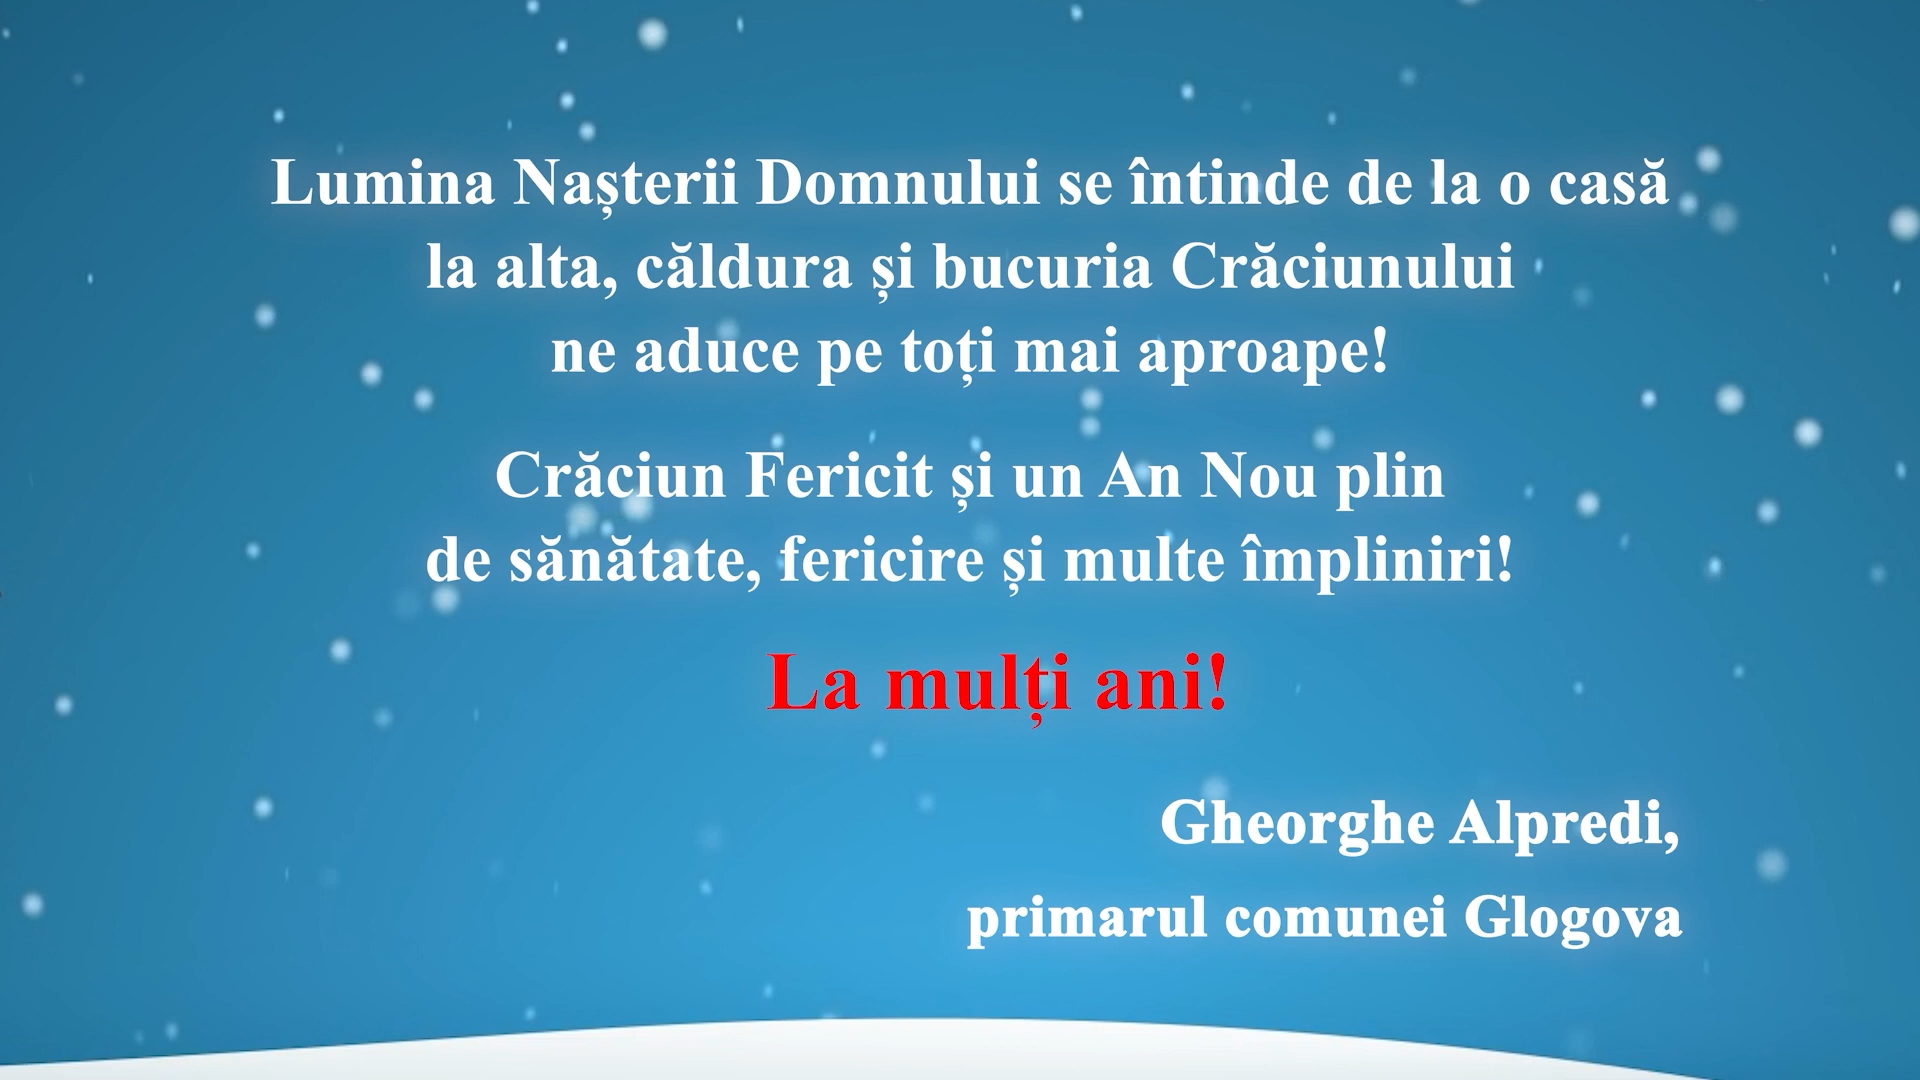 Lumina Nașterii Domnului se întinde de la o casă
la alta, căldura și bucuria Crăciunului
ne aduce pe toți mai aproape!
Crăciun Fericit și un An Nou plin
de sănătate, fericire și multe împliniri!
La mulți ani!
Gheorghe Alpredi,
primarul comunei Glogova